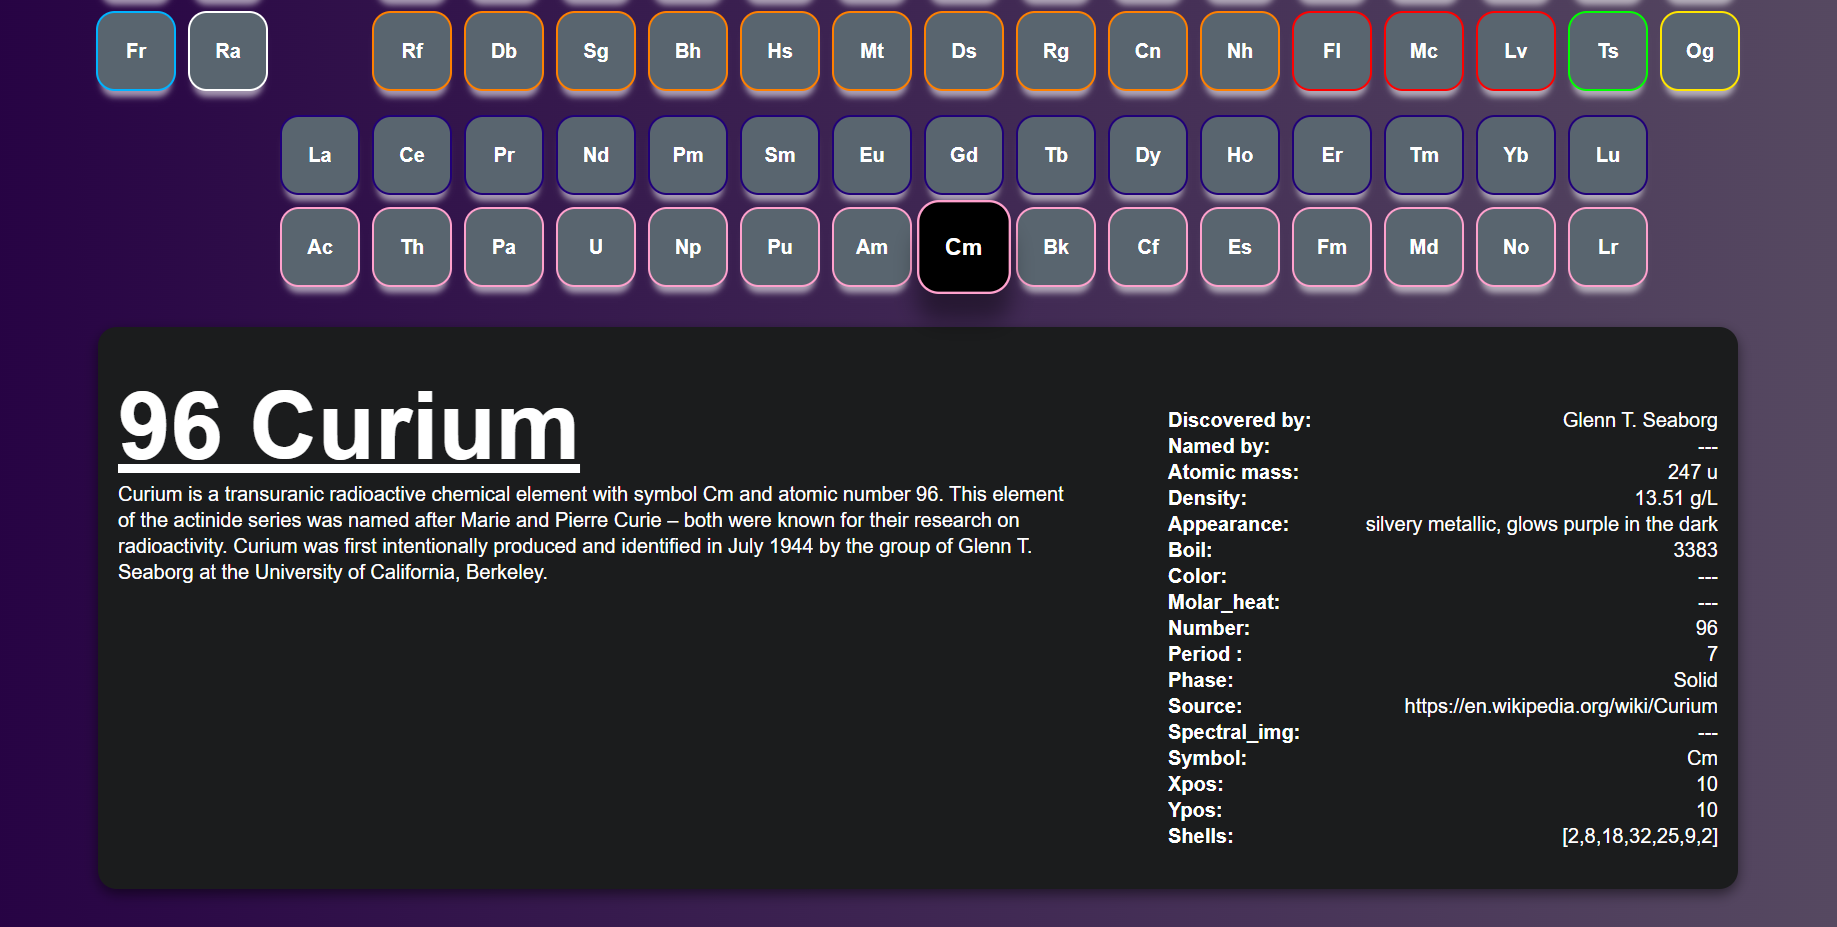 Fr Ra Rf Db Sg Bh Hs Mt Ds Rg Cn Nh Fl Mc Lv Ts Og
La Ce Pr Nd Pm Sm Eu Gd Tb Dy Ho Er Tm Yb Lu
Ac Th Pa U Np Pu Am Cm Bk Cf Es Fm Md No Lr
96 Curium
Curium is a transuranic radioactive chemical element with symbol Cm and atomic number 96. This element
of the actinide series was named after Marie and Pierre Curie – both were known for their research on
radioactivity. Curium was first intentionally produced and identified in July 1944 by the group of Glenn T.
Seaborg at the University of California, Berkeley.
Discovered by: Glenn T. Seaborg
Named by: ---
Atomic mass: 247 u
Density: 13.51 g/L
Appearance: silvery metallic, glows purple in the dark
Boil: 3383
Color: ---
Molar_heat: ---
Number: 96
Period : 7
Phase: Solid
Source: https://en.wikipedia.org/wiki/Curium
Spectral_img: ---
Symbol: Cm
Xpos: 10
Ypos: 10
Shells: [2,8,18,32,25,9,2]